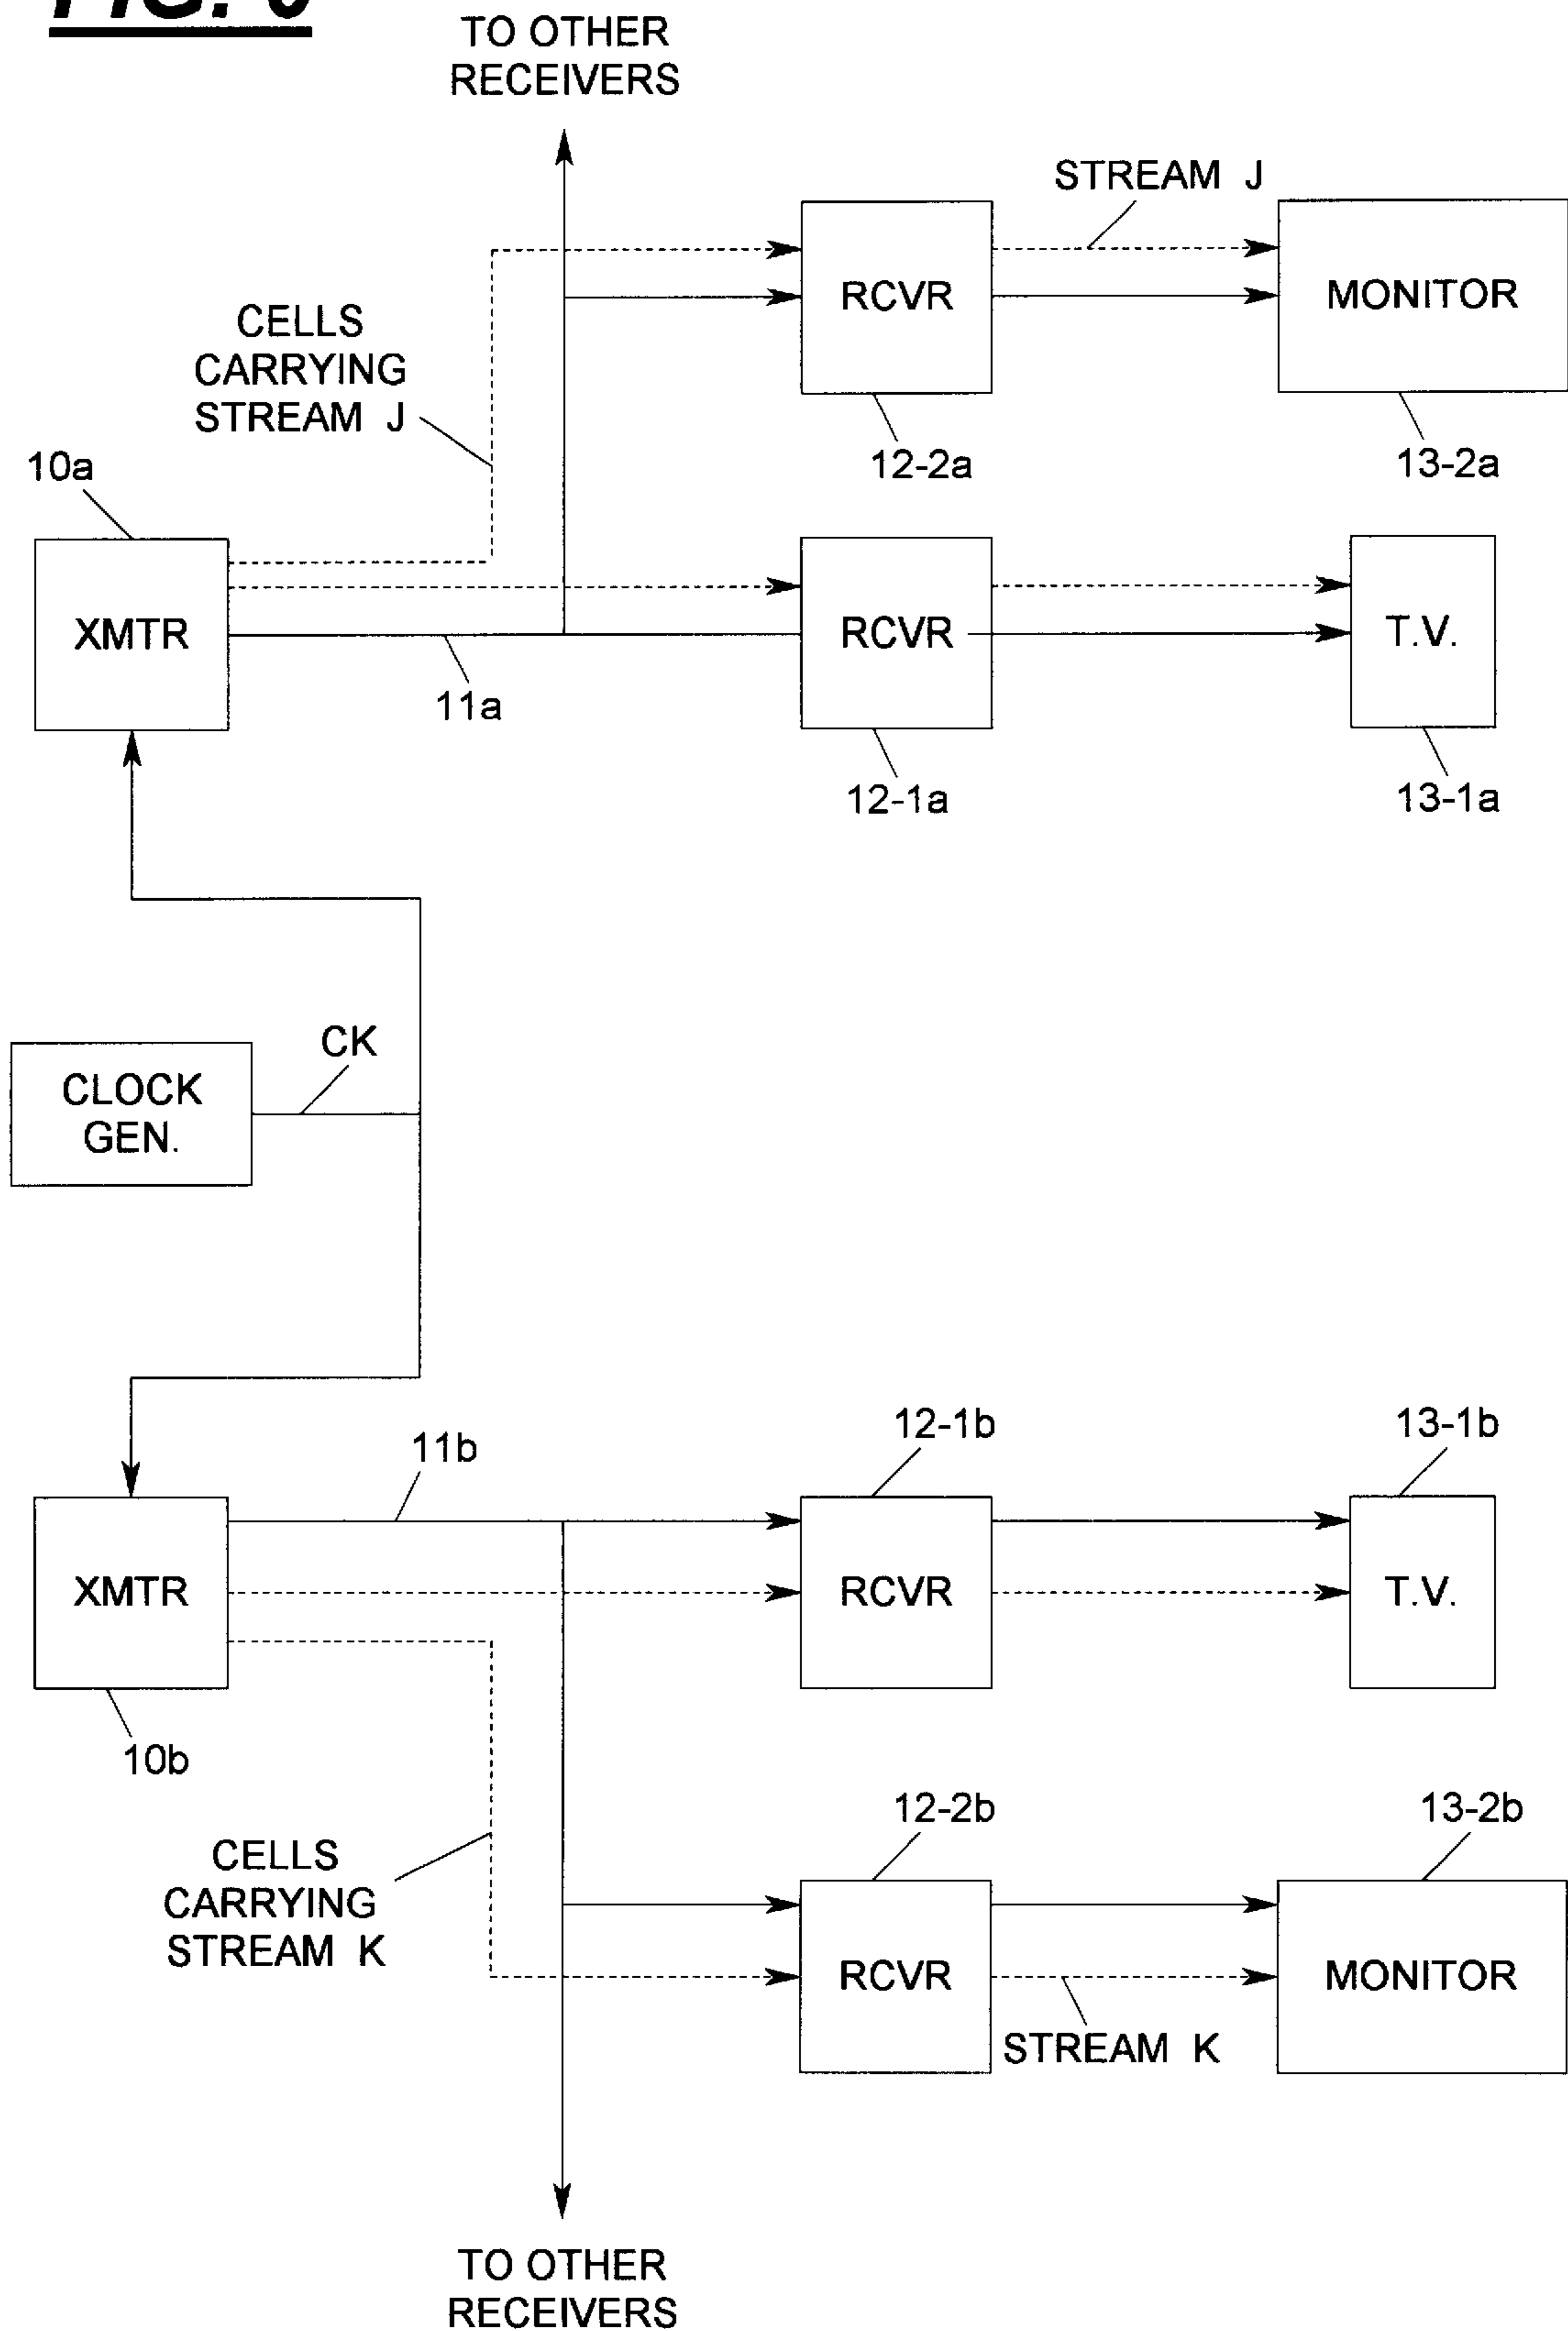 FIG.
TO OTHER
RECEIVERS
STREAM J
RCVR
MONITOR
CELLS
CARRYING
STREAM J
12-2a
13-2a
10a
XMTR
RCVR
T.V.
11a
12-1a
13-1a
CK
CLOCK
GEN.
11b
12-1b
13-1b
XMTR
RCVR
T.V.
10b
12-2b
13-2b
CELLS
CARRYING
STREAM K
RCVR
MONITOR
STREAM K
TO OTHER
RECEIVERS